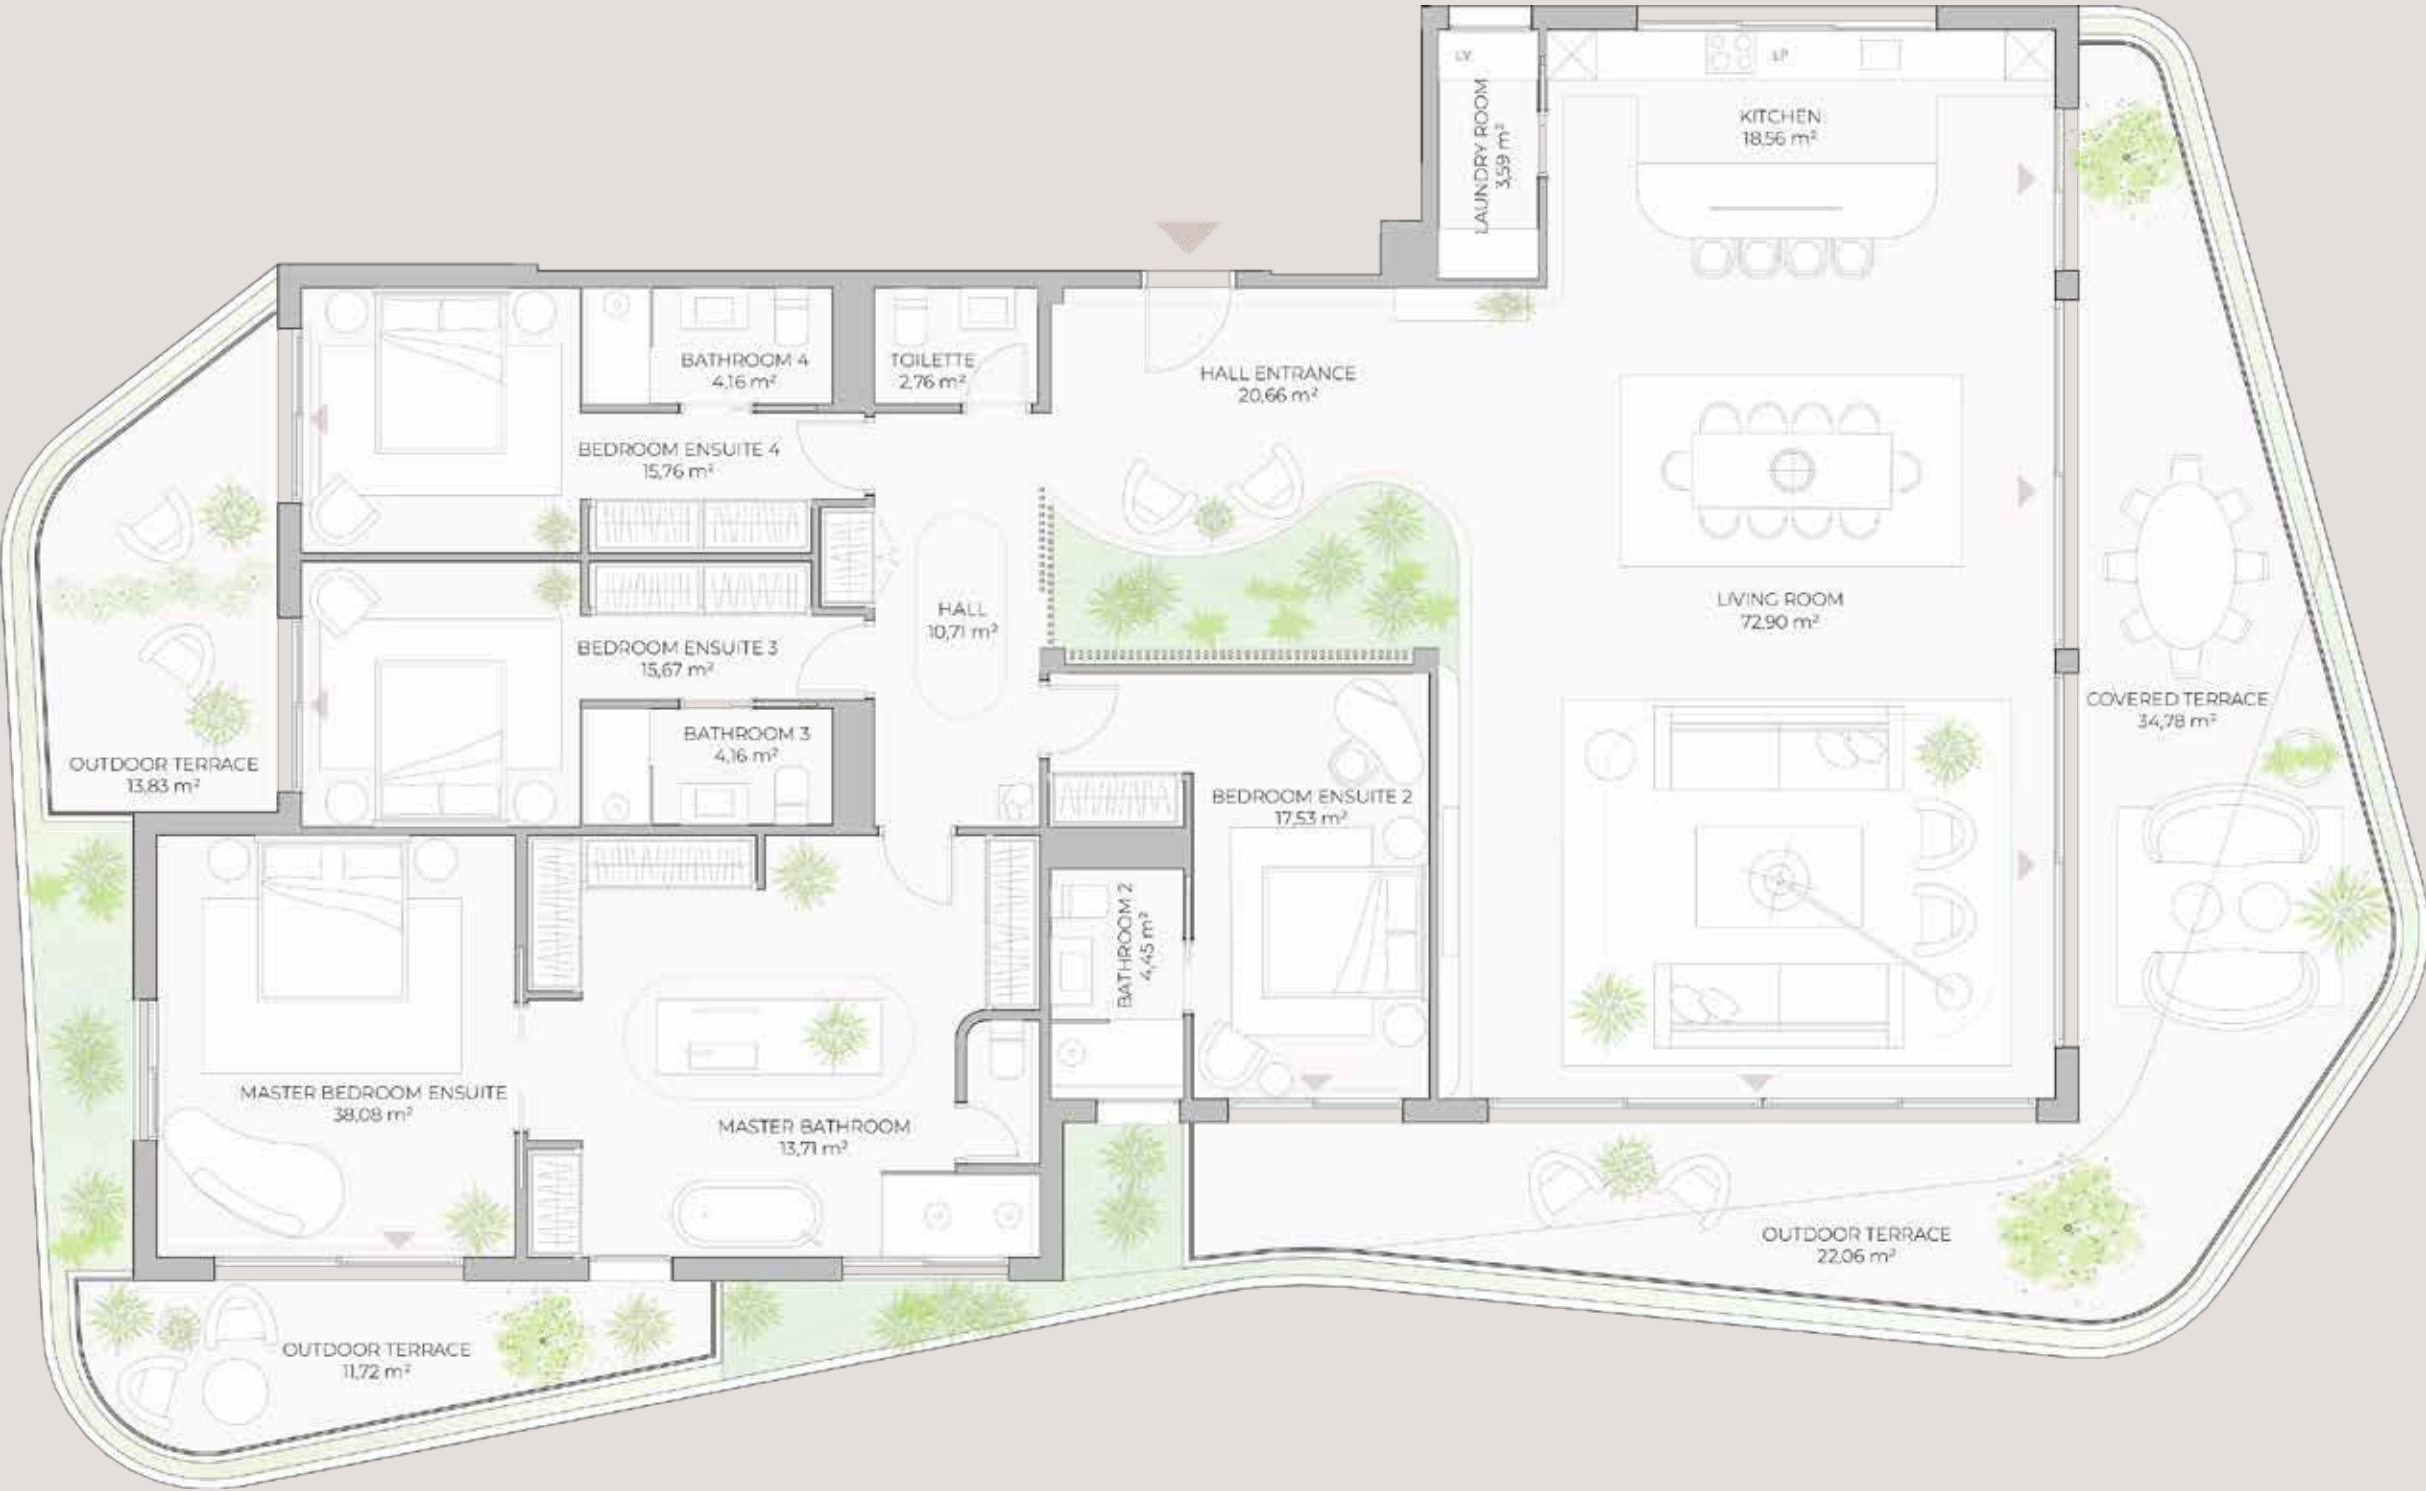 LV
LP
LAUNDRY ROOM
3,59 m²
KITCHEN
18,56 m²
BATHROOM 4
4,16 m²
TOILETTE
2,76 m²
HALL ENTRANCE
20,66 m²
BEDROOM ENSUITE 4
15,76 m²
HALL
10,71 m²
LIVING ROOM
72,90 m²
BEDROOM ENSUITE 3
15,67 m²
COVERED TERRACE
34,78 m²
BATHROOM 3
4,16 m²
OUTDOOR TERRACE
13,83 m²
BEDROOM ENSUITE 2
17,53 m²
BATHROOM 2
4,45 m²
MASTER BEDROOM ENSUITE
38,08 m²
MASTER BATHROOM
13,71 m²
OUTDOOR TERRACE
22,06 m²
OUTDOOR TERRACE
11,72 m²